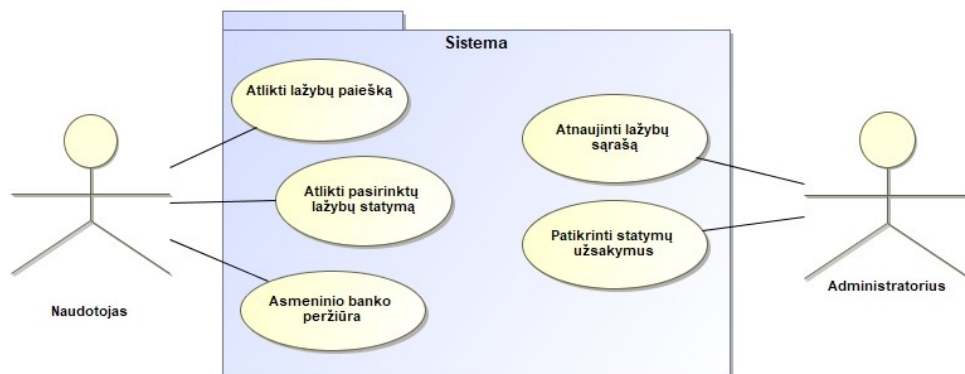 Sistema
Atlikti lažybų paiešką
Atlikti pasirinktų
lažybų statymą
Asmeninio banko
peržiūra
Atnaujinti lažybų
sąrašą
Patikrinti statymų
užsakymus
Naudotojas
Administratorius